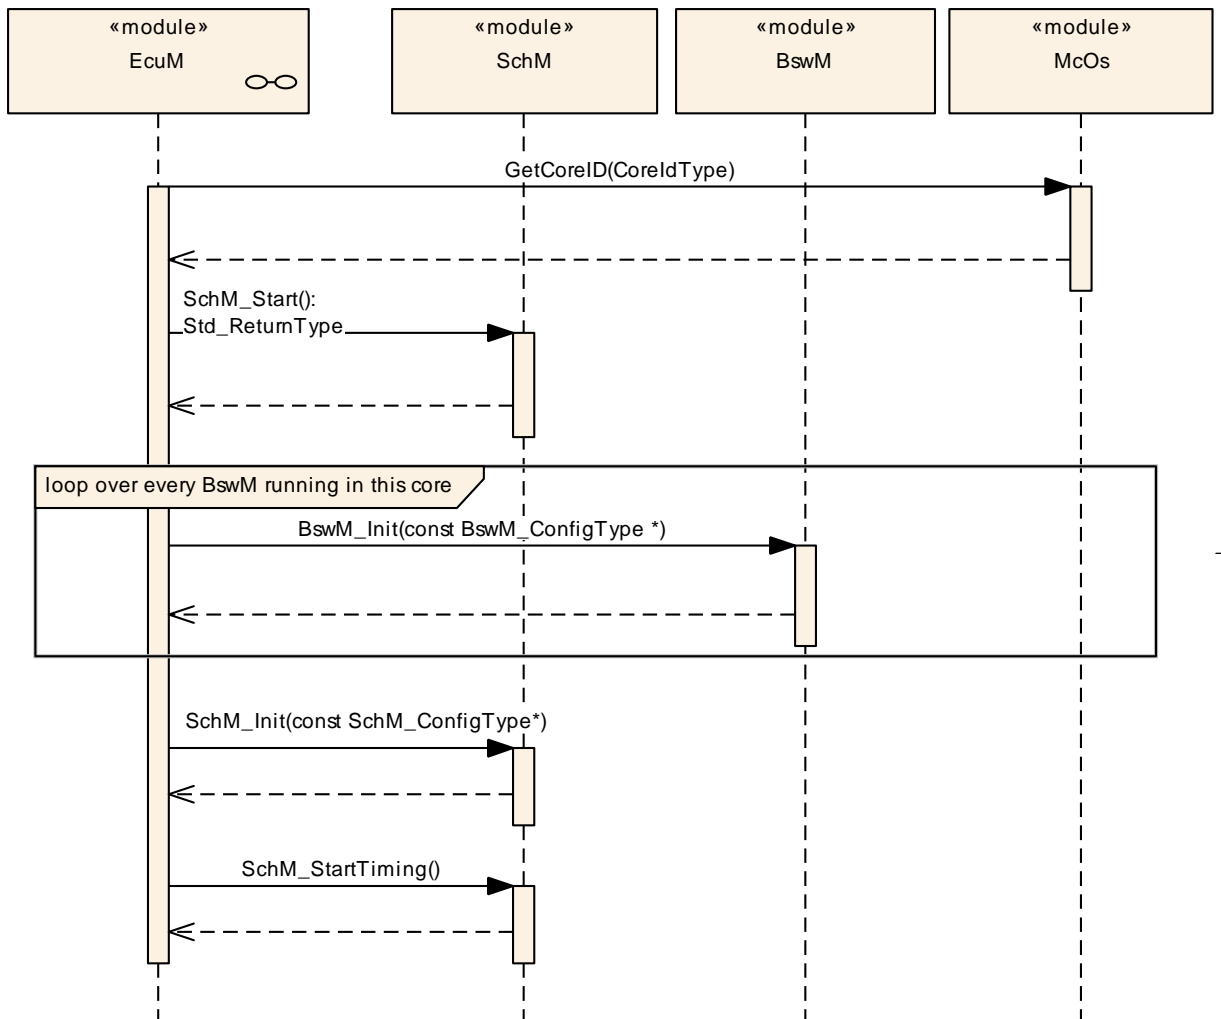 «module»
EcuM
«module»
SchM
«module»
BswM
«module»
McOs
GetCoreID(CoreIdType)
SchM_Start():
Std_ReturnType
loop over every BswM running in this core
BswM_Init(const BswM_ConfigType *)
SchM_Init(const SchM_ConfigType*)
SchM_StartTiming()